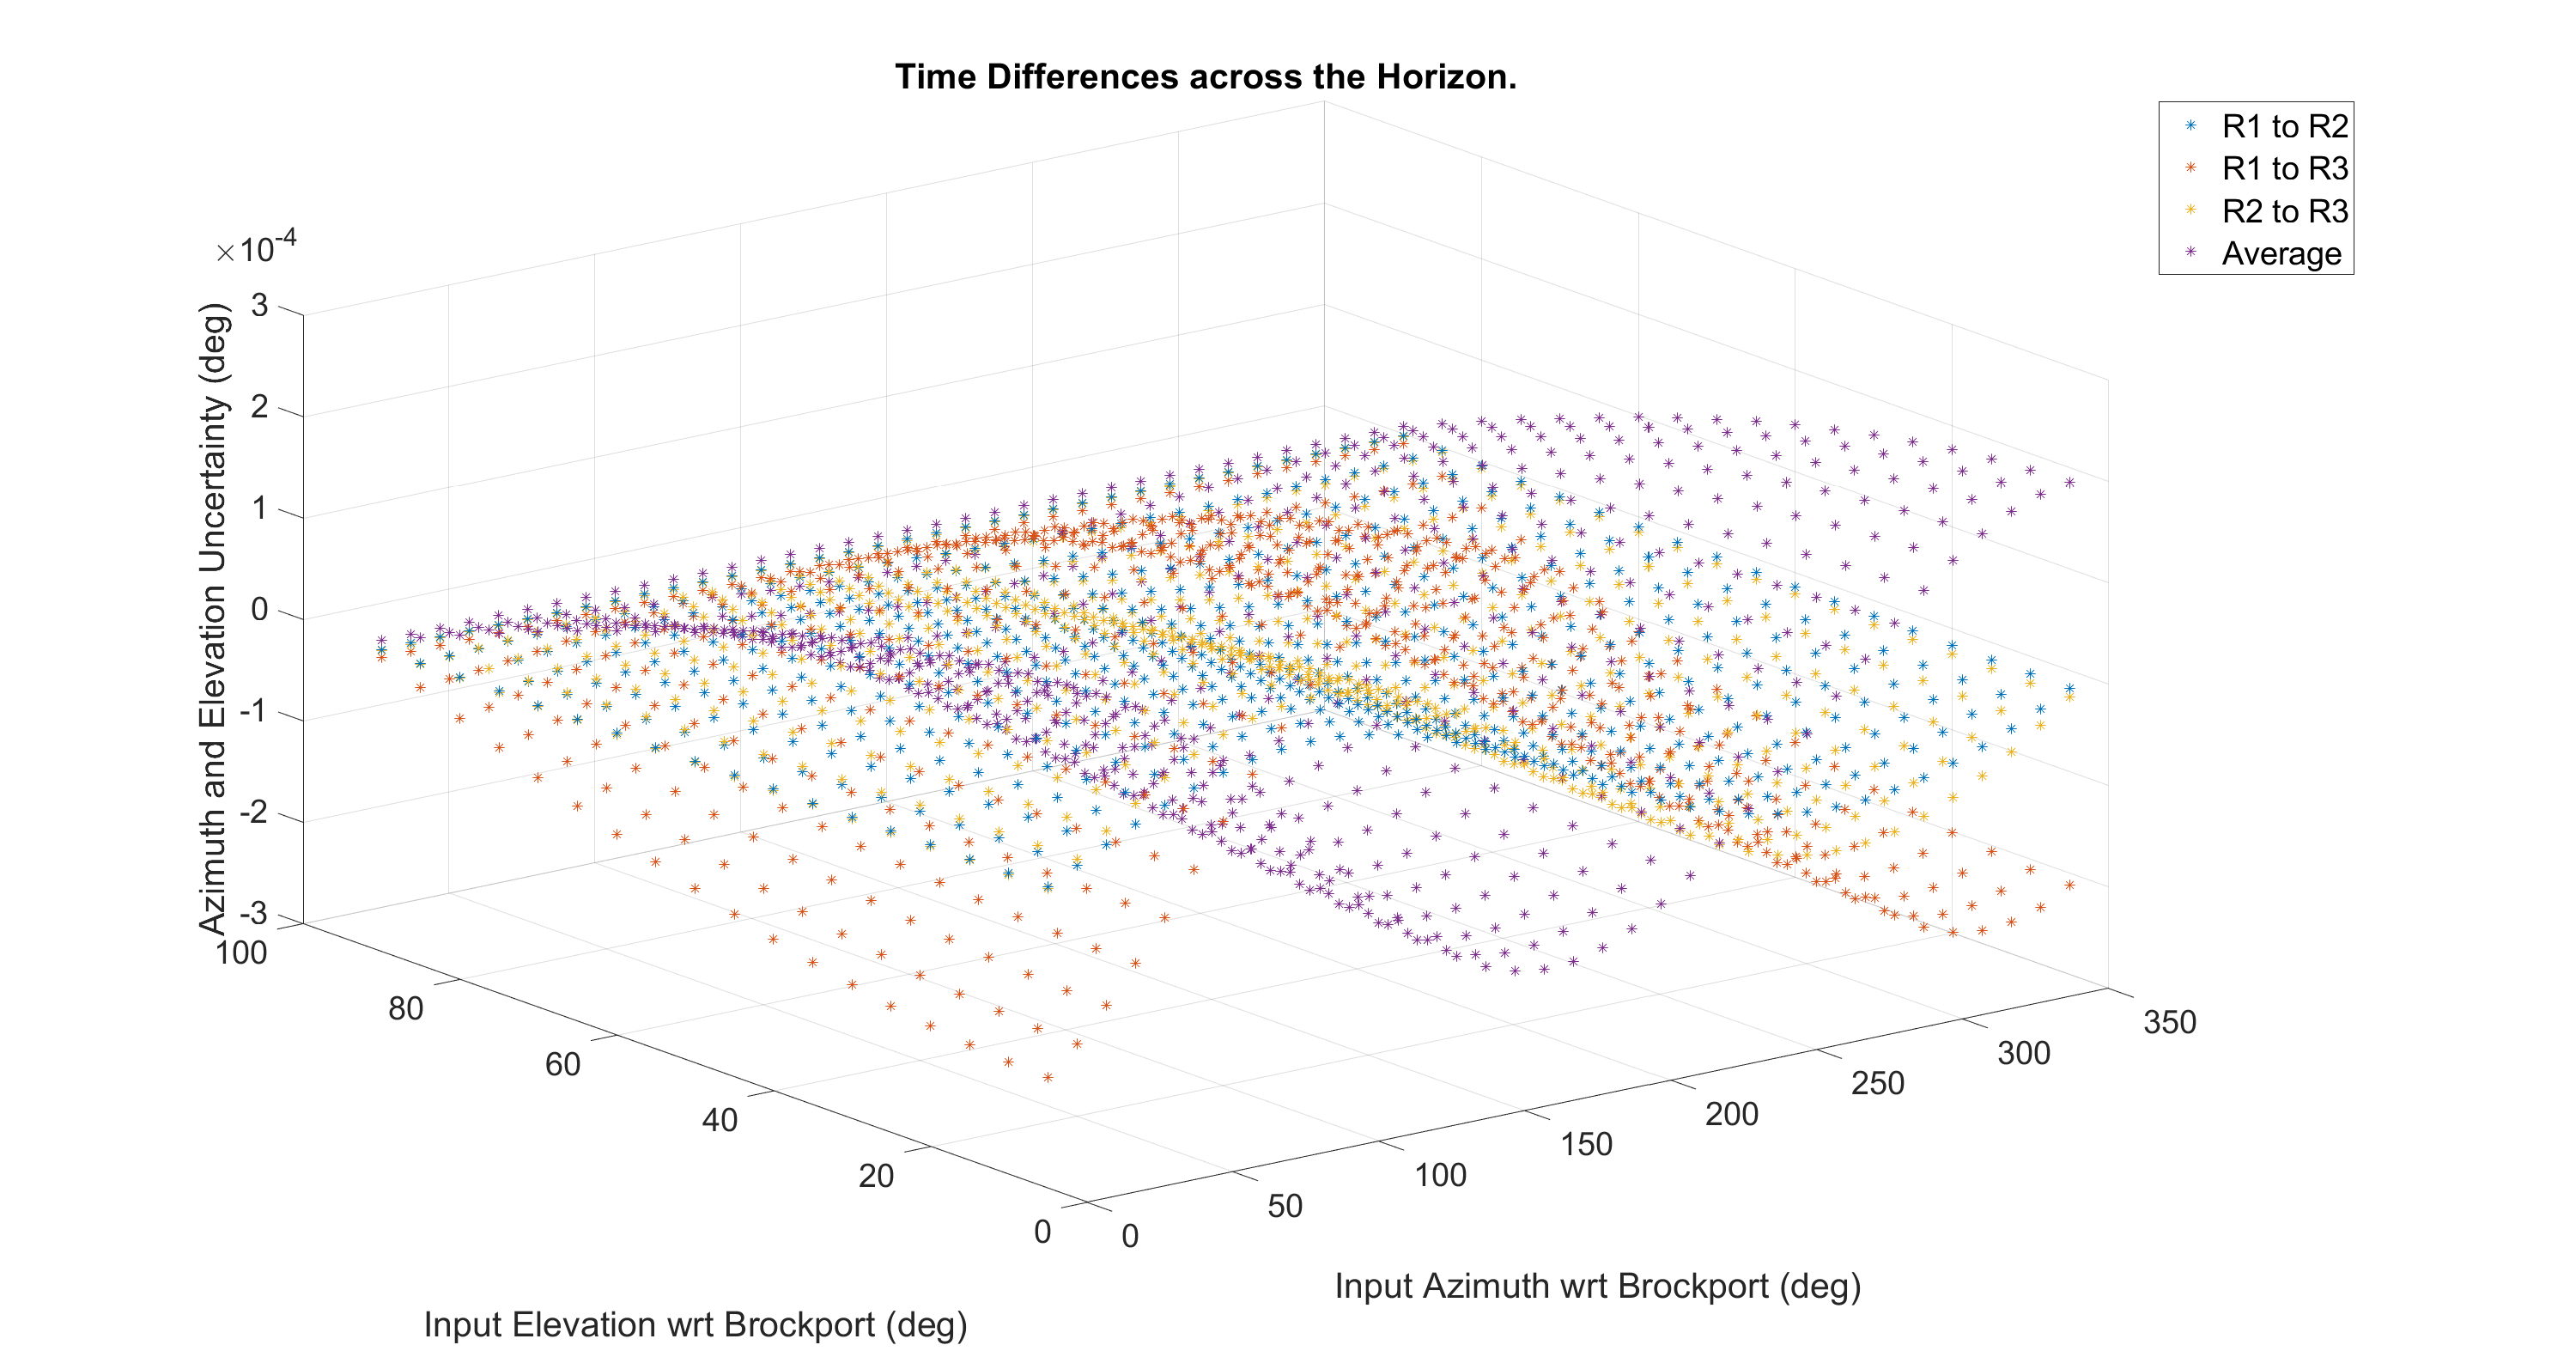 Time Differences across the Horizon.
R1 to R2
R1 to R3
R2 to R3
Average
×10-4
3
2
1
0
-1
-2
-3
Azimuth and Elevation Uncertainty (deg)
100
80
60
40
20
0
Input Elevation wrt Brockport (deg)
0
50
100
150
200
250
300
350
Input Azimuth wrt Brockport (deg)